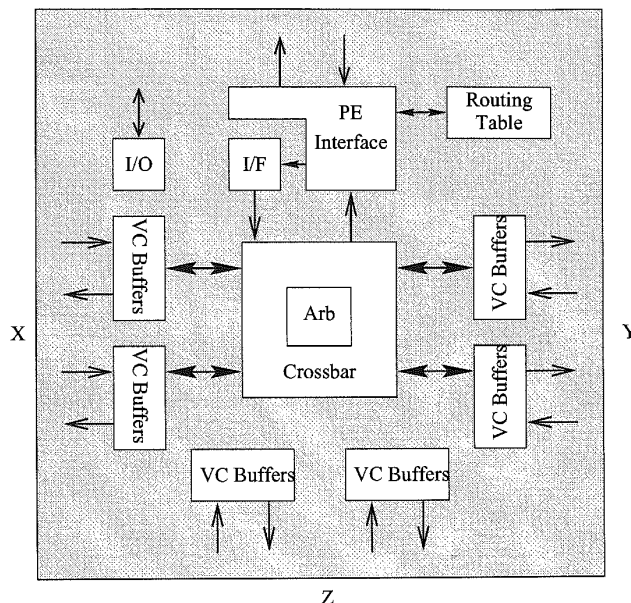 PE
Interface
Routing
Table
I/O
I/F
VC Buffers
VC Buffers
Arb
Crossbar
X
Y
VC Buffers
VC Buffers
VC Buffers
VC Buffers
Z